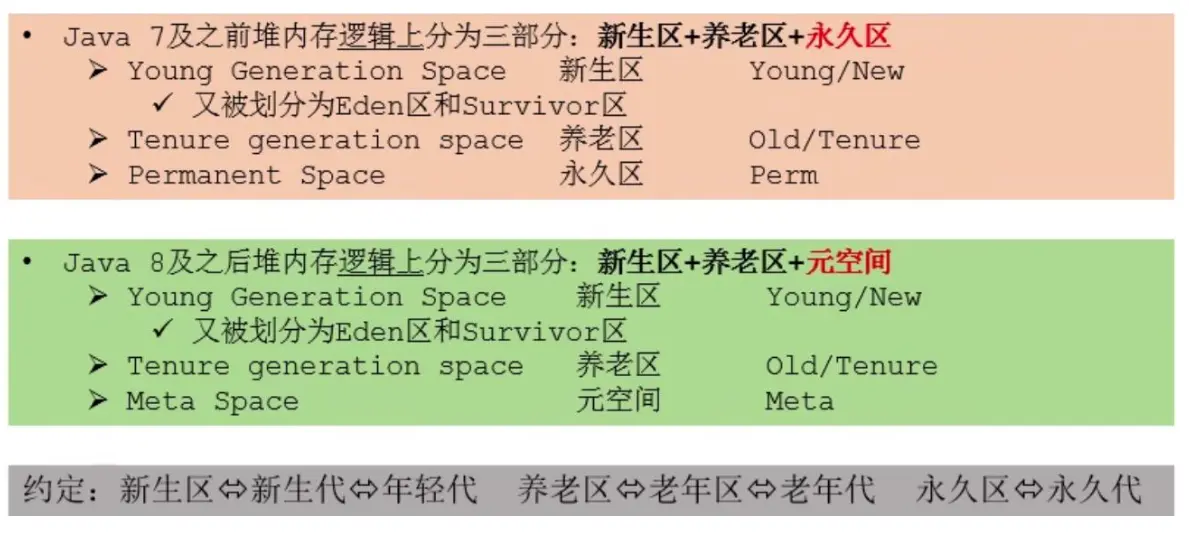 • Java 7及之前堆内存逻辑上分为三部分：新生区+养老区+永久区
➢ Young Generation Space 新生区 Young/New
✓ 又被划分为Eden区和Survivor区
➢ Tenure generation space 养老区 Old/Tenure
➢ Permanent Space 永久区 Perm
• Java 8及之后堆内存逻辑上分为三部分：新生区+养老区+元空间
➢ Young Generation Space 新生区 Young/New
✓ 又被划分为Eden区和Survivor区
➢ Tenure generation space 养老区 Old/Tenure
➢ Meta Space 元空间 Meta
约定：新生区⇔新生代⇔年轻代 养老区⇔老年区⇔老年代 永久区⇔永久代